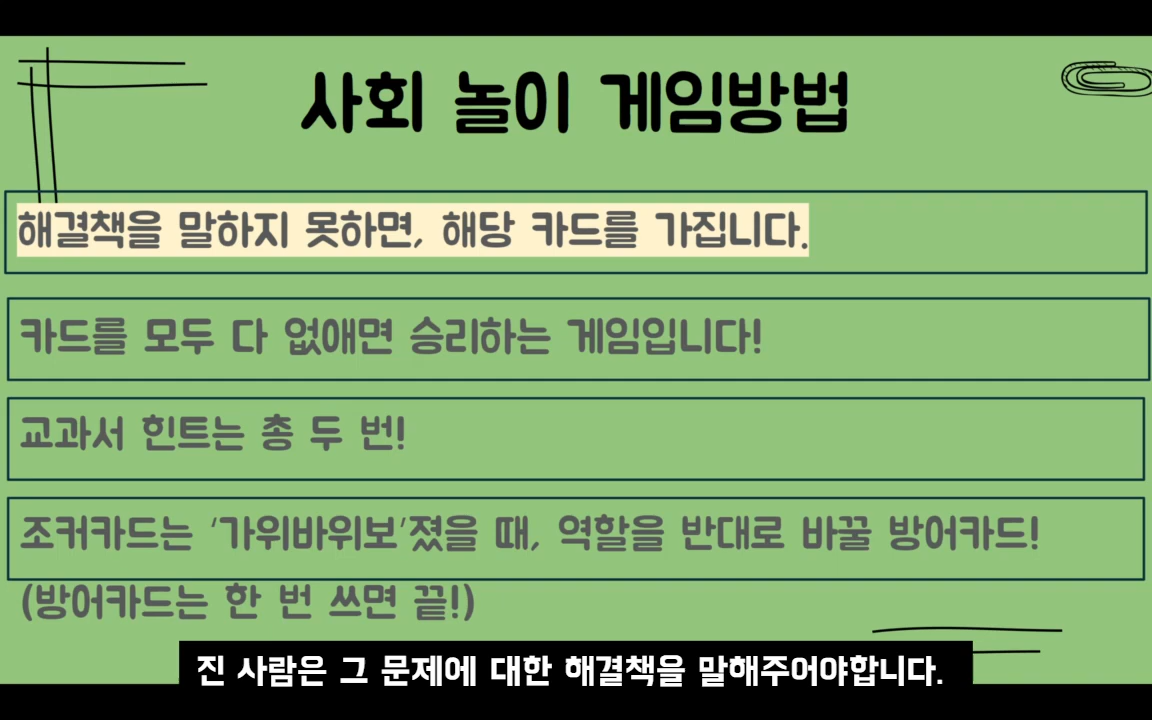 사회 놀이 게임방법
해결책을 말하지 못하면, 해당 카드를 가집니다.
카드를 모두 다 없애면 승리하는 게임입니다!
교과서 힌트는 총 두 번!
조커카드는 '가위바위보'졌을 때, 역할을 반대로 바꿀 방어카드!
(방어카드는 한 번 쓰면 끝!)
진 사람은 그 문제에 대한 해결책을 말해주어야합니다.